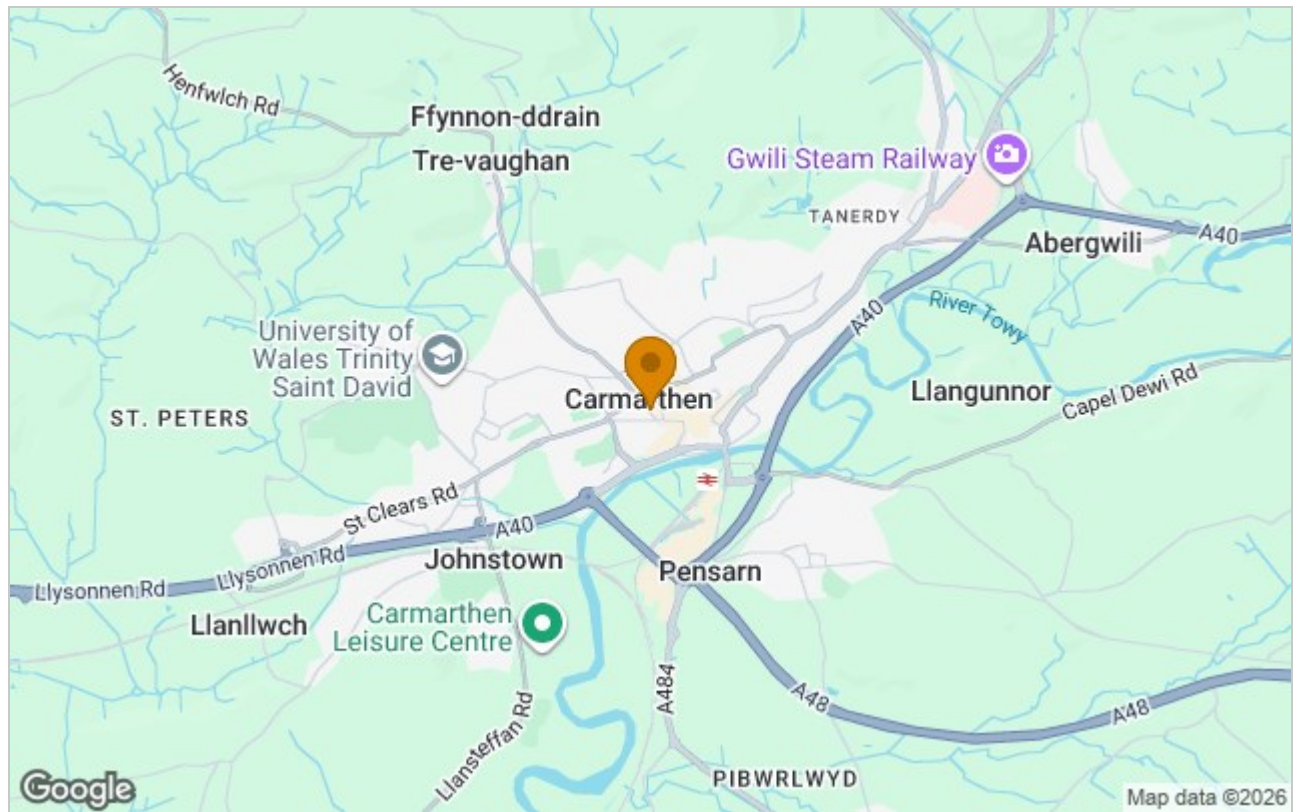 Henfwlch Rd
Ffynnon-ddrain
Tre-vaughan
Gwili Steam Railway
TANERDY
Abergwili
A40
River Towy
A40
University of
Wales Trinity
Saint David
Carmarthen
Llangunnor
Capel Dewi Rd
ST. PETERS
St Clears Rd
A40
Johnstown
Llysonnen Rd
Llysonnen Rd
Pensarn
Llanllwch
Carmarthen
Leisure Centre
A484
A48
A48
Llansteffan Rd
PIBWRLWYD
Google
Map data ©2026